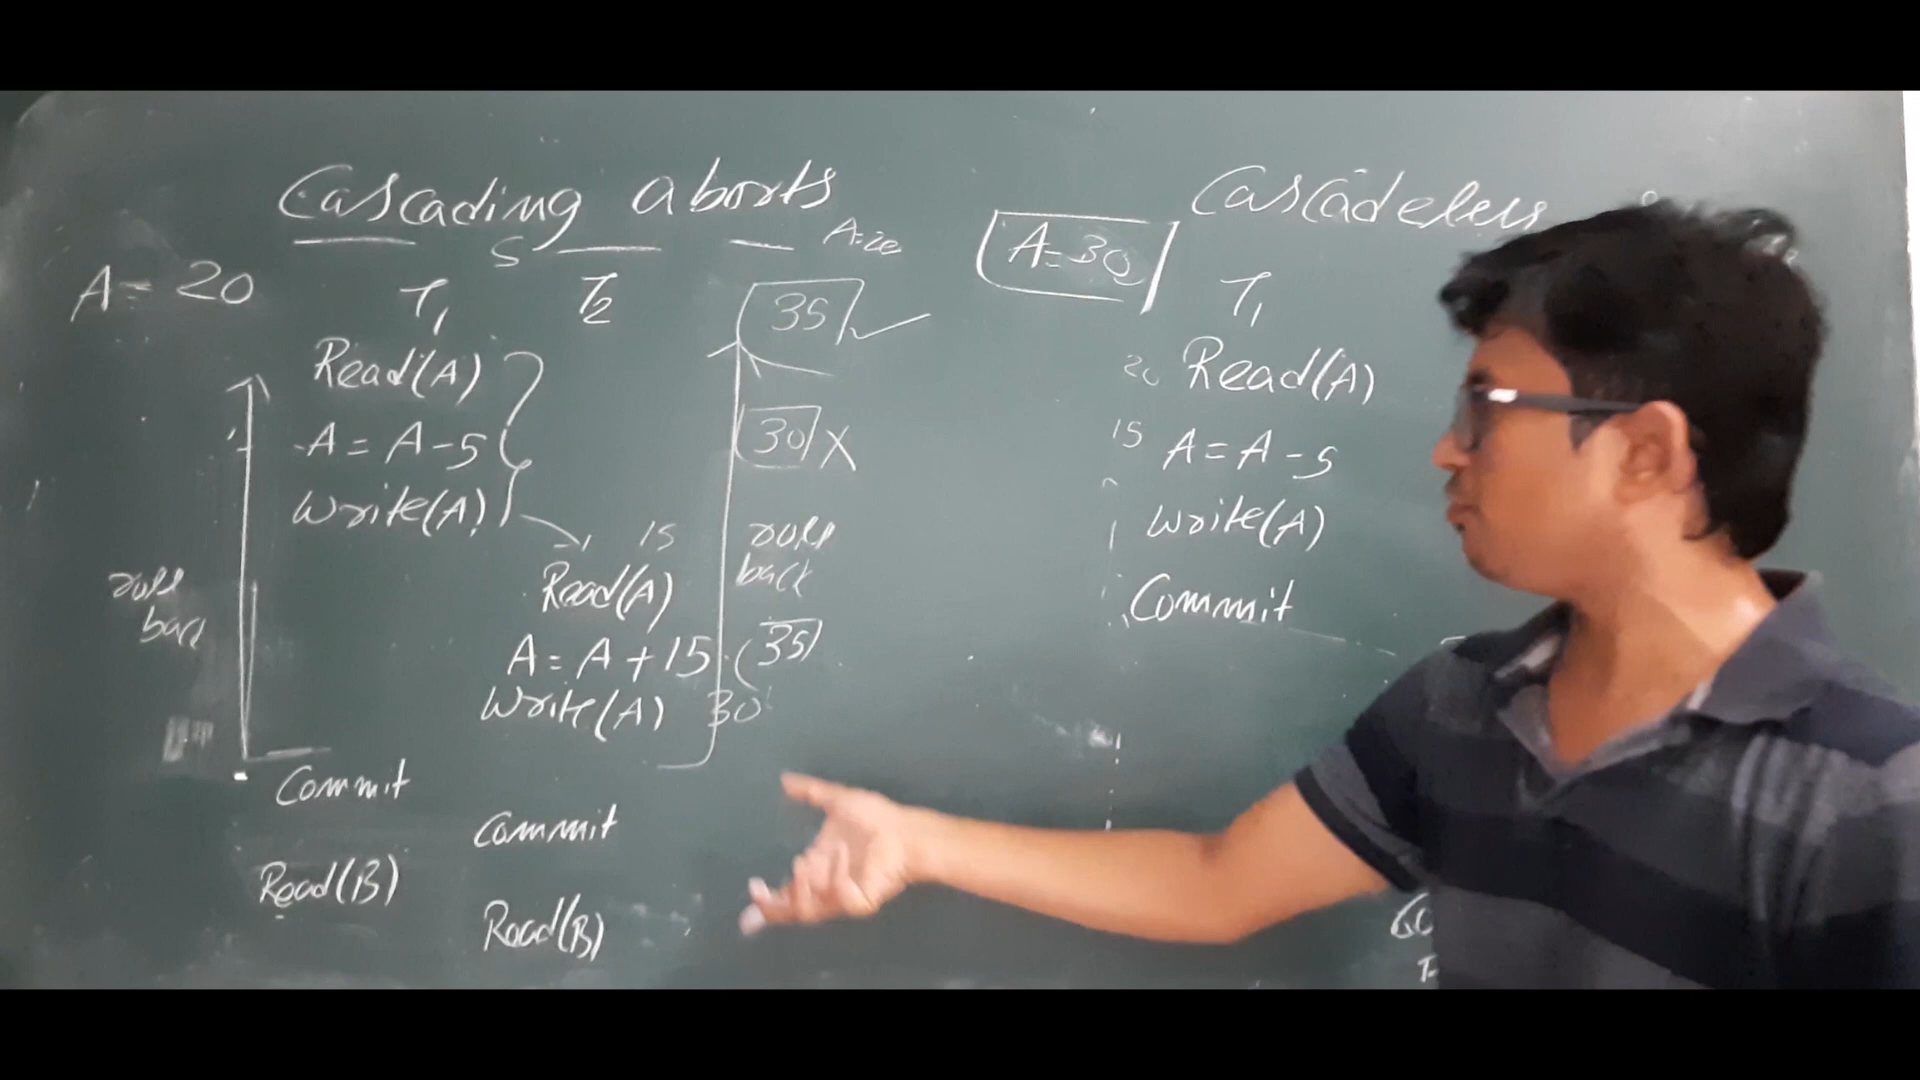 Cascading aborts
S
A = 20
T1
T2
Read(A)
A = A - 5
Write(A)
15
Read(A)
A = A + 15 (35)
Write(A) 30
roll back
Commit
Commit
Read(B)
Read(B)
35 ✓
30 X
roll back
Cascadeless
A = 30
T1
20 Read(A)
15 A = A - 5
Write(A)
Commit